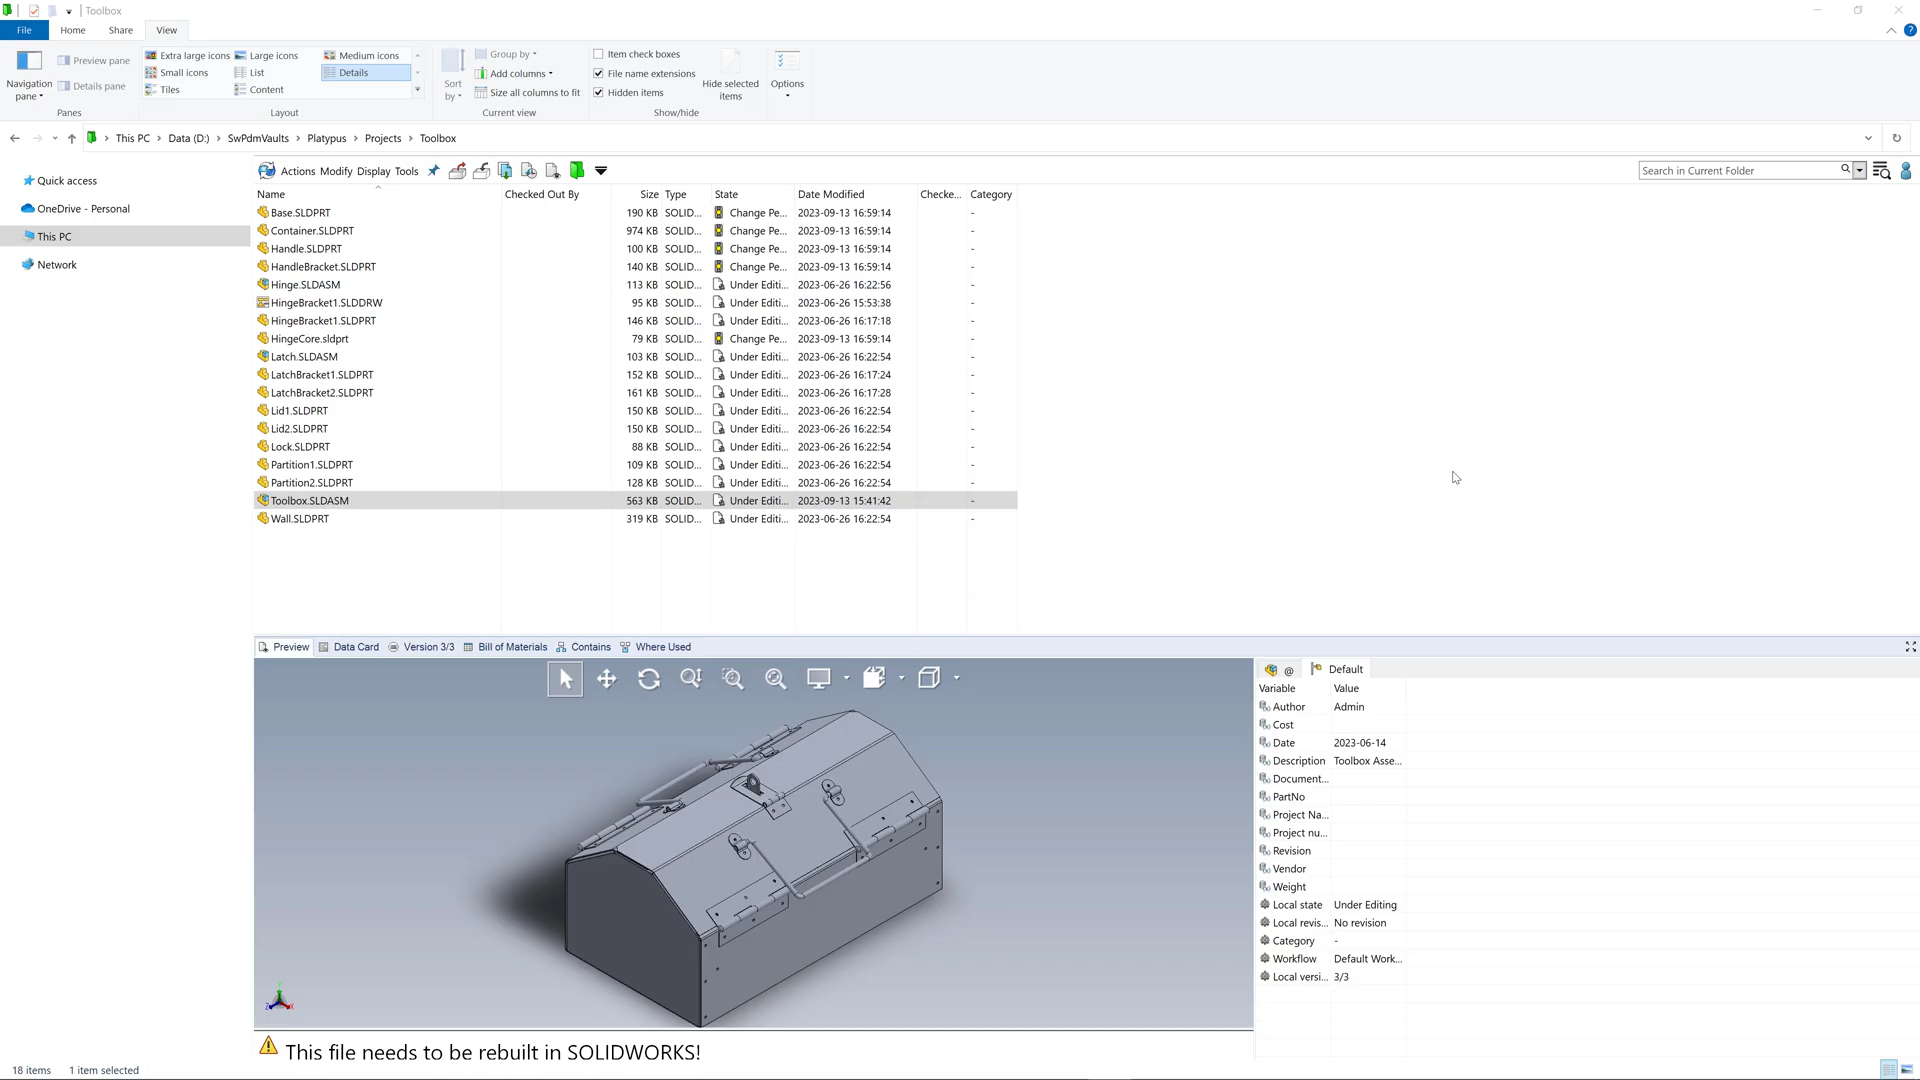 Toolbox
File Home Share View
Navigation pane
Preview pane
Details pane
Panes
Extra large icons Large icons Medium icons
Small icons List Details
Tiles Content
Layout
Sort by
Group by
Add columns
Size all columns to fit
Current view
Item check boxes
File name extensions
Hidden items
Hide selected items
Show/hide
Options
This PC Data (D:) SwPdmVaults Platypus Projects Toolbox
Quick access
OneDrive - Personal
This PC
Network
Actions Modify Display Tools
Search in Current Folder
Name Checked Out By Size Type State Date Modified Checke... Category
Base.SLDPRT 190 KB SOLID... Change Pe... 2023-09-13 16:59:14 -
Container.SLDPRT 974 KB SOLID... Change Pe... 2023-09-13 16:59:14 -
Handle.SLDPRT 100 KB SOLID... Change Pe... 2023-09-13 16:59:14 -
HandleBracket.SLDPRT 140 KB SOLID... Change Pe... 2023-09-13 16:59:14 -
Hinge.SLDASM 113 KB SOLID... Under Editi... 2023-06-26 16:22:56 -
HingeBracket1.SLDDRW 95 KB SOLID... Under Editi... 2023-06-26 15:53:38 -
HingeBracket1.SLDPRT 146 KB SOLID... Under Editi... 2023-06-26 16:17:18 -
HingeCore.sldprt 79 KB SOLID... Change Pe... 2023-09-13 16:59:14 -
Latch.SLDASM 103 KB SOLID... Under Editi... 2023-06-26 16:22:54 -
LatchBracket1.SLDPRT 152 KB SOLID... Under Editi... 2023-06-26 16:17:24 -
LatchBracket2.SLDPRT 161 KB SOLID... Under Editi... 2023-06-26 16:17:28 -
Lid1.SLDPRT 150 KB SOLID... Under Editi... 2023-06-26 16:22:54 -
Lid2.SLDPRT 150 KB SOLID... Under Editi... 2023-06-26 16:22:54 -
Lock.SLDPRT 88 KB SOLID... Under Editi... 2023-06-26 16:22:54 -
Partition1.SLDPRT 109 KB SOLID... Under Editi... 2023-06-26 16:22:54 -
Partition2.SLDPRT 128 KB SOLID... Under Editi... 2023-06-26 16:22:54 -
Toolbox.SLDASM 563 KB SOLID... Under Editi... 2023-09-13 15:41:42 -
Wall.SLDPRT 319 KB SOLID... Under Editi... 2023-06-26 16:22:54 -
Preview Data Card Version 3/3 Bill of Materials Contains Where Used
@ Default
Variable Value
Author Admin
Cost
Date 2023-06-14
Description Toolbox Asse...
Document...
PartNo
Project Na...
Project nu...
Revision
Vendor
Weight
Local state Under Editing
Local revis... No revision
Category -
Workflow Default Work...
Local versi... 3/3
This file needs to be rebuilt in SOLIDWORKS!
18 items 1 item selected